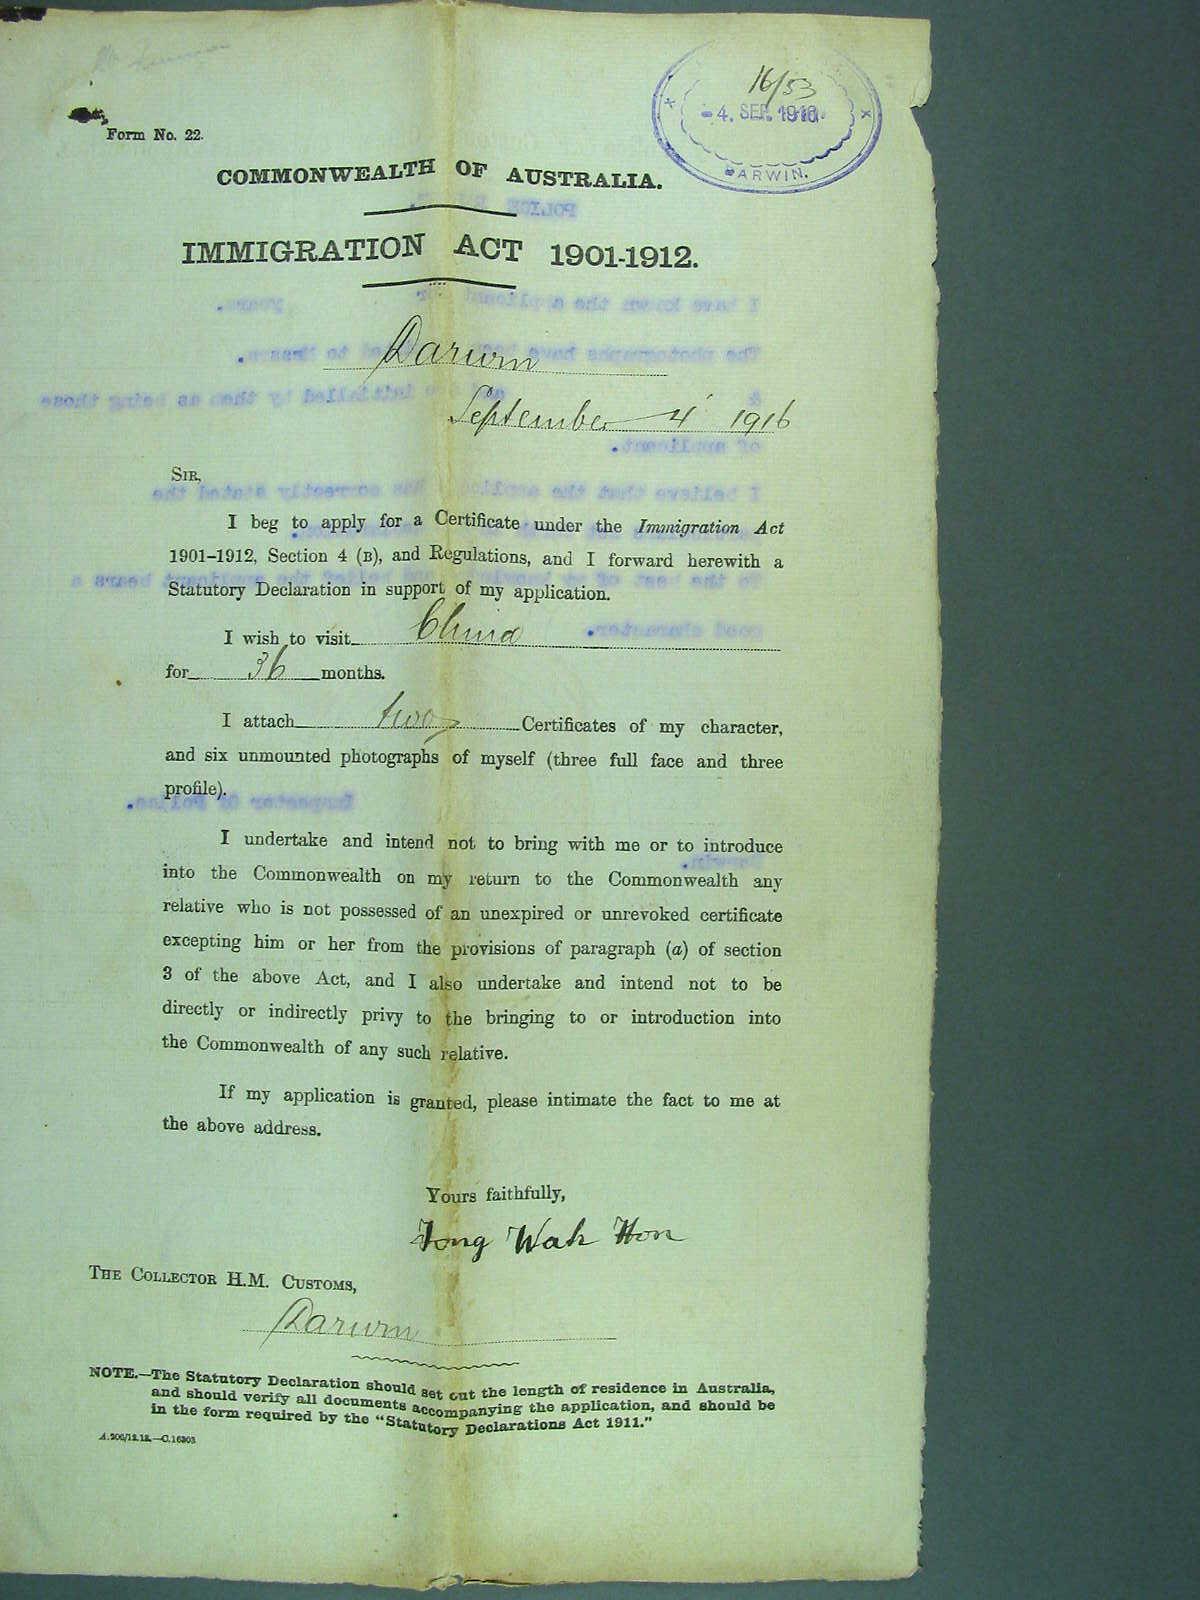 Form No. 22.
16/53
4. SEP. 1916
DARWIN.
COMMONWEALTH OF AUSTRALIA.
IMMIGRATION ACT 1901-1912.
Darwin
September 4 1916
SIR,
I beg to apply for a Certificate under the Immigration Act
1901-1912, Section 4 (B), and Regulations, and I forward herewith a
Statutory Declaration in support of my application.
I wish to visit China
for 36 months.
I attach two Certificates of my character,
and six unmounted photographs of myself (three full face and three
profile).
I undertake and intend not to bring with me or to introduce
into the Commonwealth on my return to the Commonwealth any
relative who is not possessed of an unexpired or unrevoked certificate
excepting him or her from the provisions of paragraph (a) of section
3 of the above Act, and I also undertake and intend not to be
directly or indirectly privy to the bringing to or introduction into
the Commonwealth of any such relative.
If my application is granted, please intimate the fact to me at
the above address.
Yours faithfully,
Fong Wah Hon
THE COLLECTOR H.M. CUSTOMS,
Darwin
NOTE.—The Statutory Declaration should set out the length of residence in Australia,
and should verify all documents accompanying the application, and should be
in the form required by the "Statutory Declarations Act 1911."